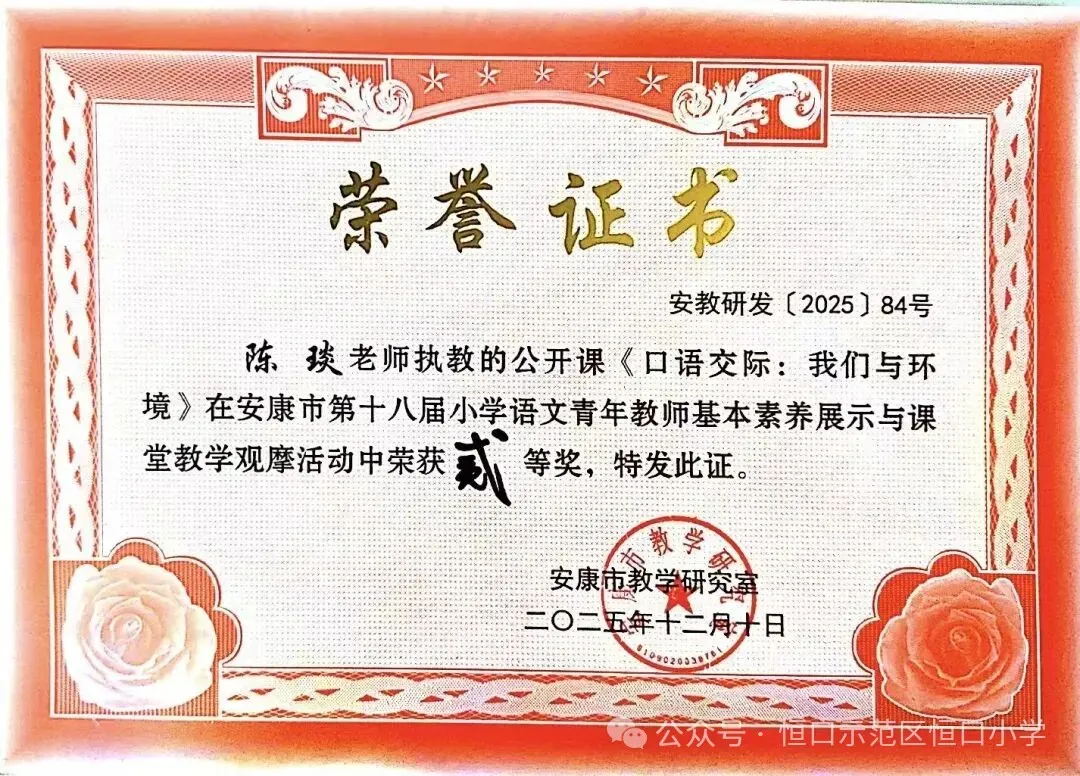 荣誉证书
安教研发〔2025〕84号
陈 琰老师执教的公开课《口语交际：我们与环
境》在安康市第十八届小学语文青年教师基本素养展示与课
堂教学观摩活动中荣获 贰 等奖，特发此证。
安康市教学研究室
二〇二五年十二月十日
公众号·恒口示范区恒口小学